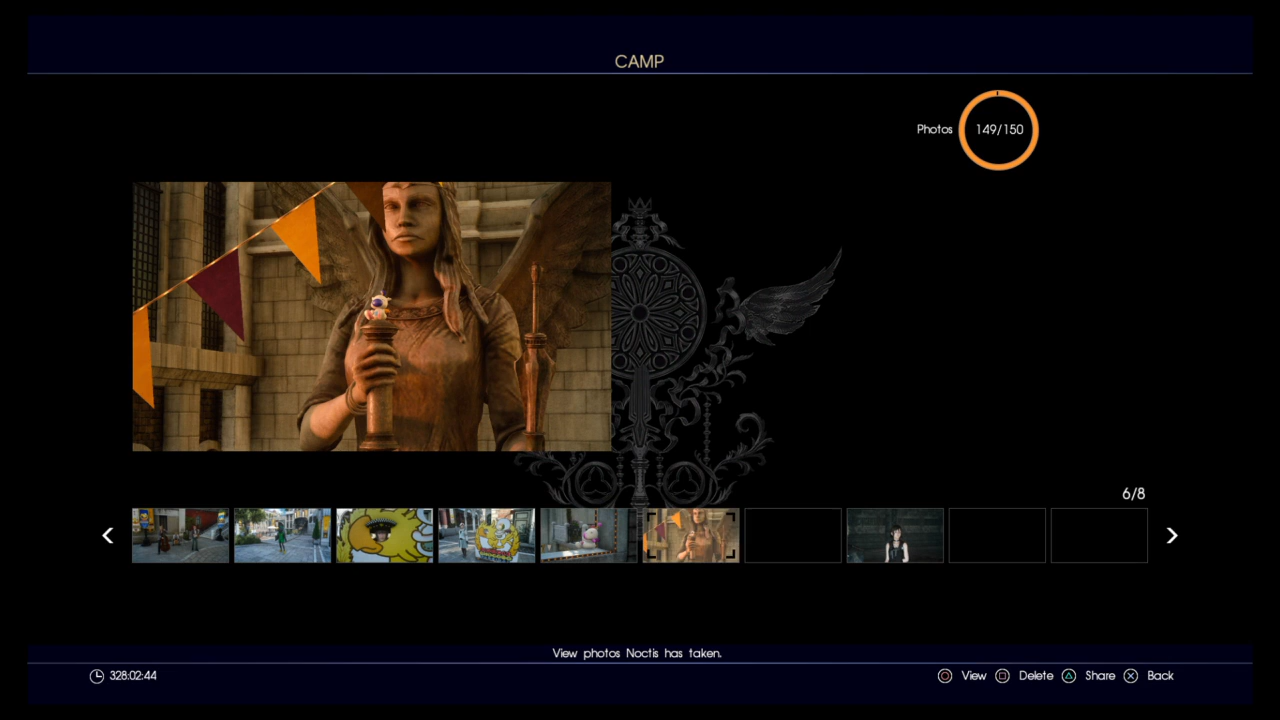 CAMP
Photos 149/150
6/8
View photos Noctis has taken.
328:02:44
View Delete Share Back